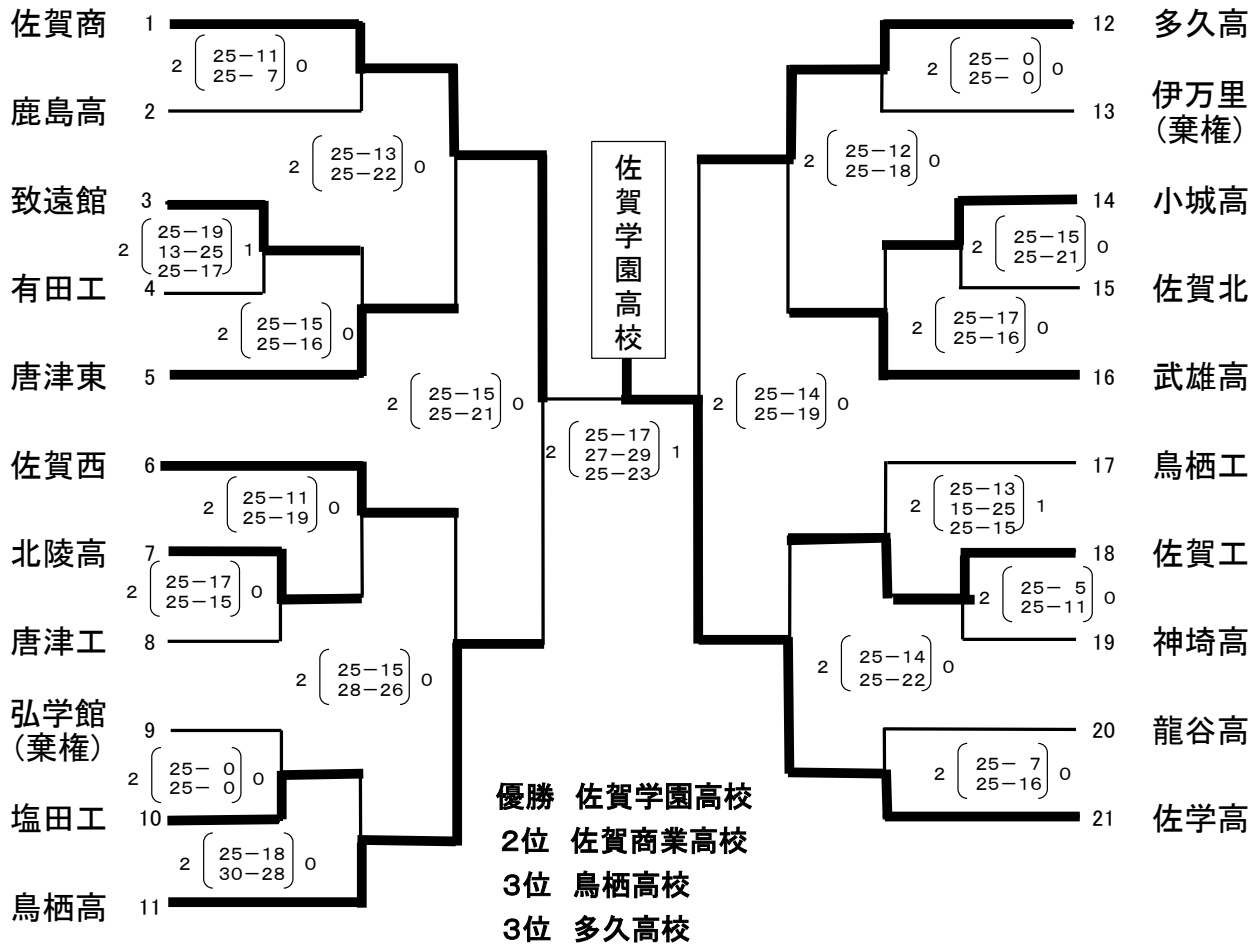 佐賀商 1
2 25-11 0
25- 7
鹿島高 2
2 25-13 0
25-22
致遠館 3
2 25-19 1
13-25
25-17
有田工 4
2 25-15 0
25-16
唐津東 5
2 25-15 0
25-21
佐賀西 6
2 25-11 0
25-19
北陵高 7
2 25-17 0
25-15
唐津工 8
2 25-15 0
28-26
弘学館 9
(棄権)
2 25- 0 0
25- 0
塩田工 10
2 25-18 0
30-28
鳥栖高 11
佐賀学園高校
2 25-17 1
27-29
25-23
12 多久高
2 25- 0 0
25- 0
13 伊万里
(棄権)
2 25-12 0
25-18
14 小城高
2 25-15 0
25-21
15 佐賀北
2 25-17 0
25-16
16 武雄高
2 25-14 0
25-19
17 鳥栖工
2 25-13 1
15-25
25-15
18 佐賀工
2 25- 5 0
25-11
19 神埼高
2 25-14 0
25-22
20 龍谷高
2 25- 7 0
25-16
21 佐学高
優勝 佐賀学園高校
2位 佐賀商業高校
3位 鳥栖高校
3位 多久高校